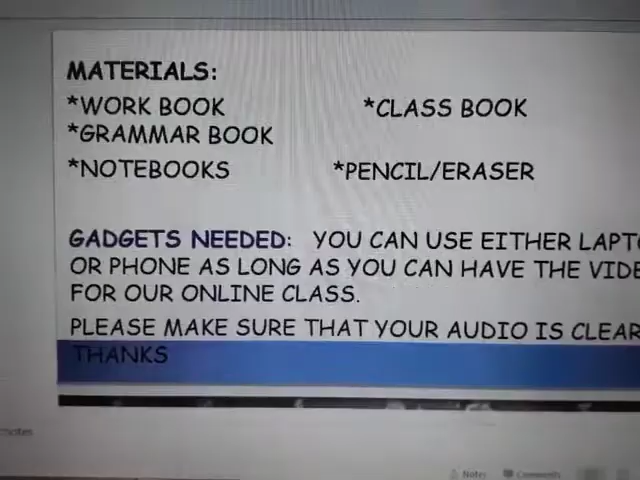 MATERIALS:
*WORK BOOK *CLASS BOOK
*GRAMMAR BOOK
*NOTEBOOKS *PENCIL/ERASER
GADGETS NEEDED: YOU CAN USE EITHER
OR PHONE AS LONG AS YOU CAN HAVE THE
FOR OUR ONLINE CLASS.
PLEASE MAKE SURE THAT YOUR AUDIO IS CLEAR
THANKS
Notes Comments